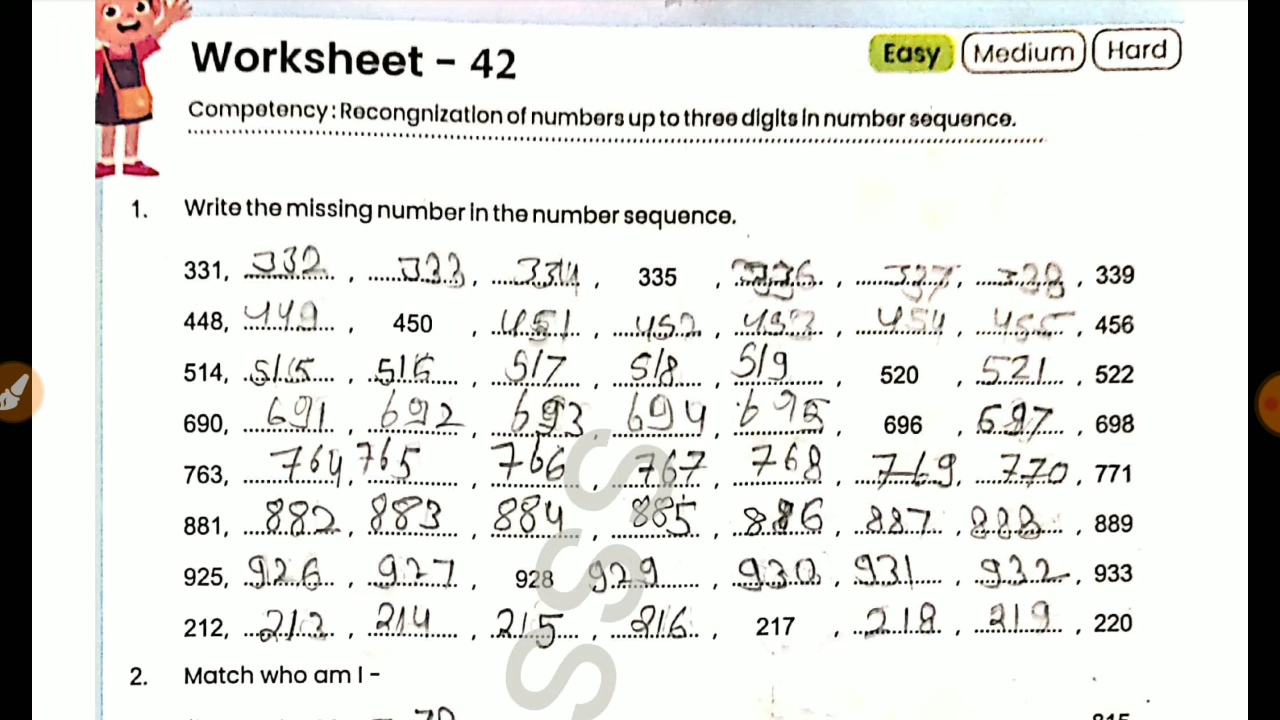 Worksheet - 42
Easy Medium Hard
Competency : Recongnization of numbers up to three digits in number sequence.
1. Write the missing number in the number sequence.
331, 332, 333, 334, 335, 336, 337, 338, 339
448, 449, 450, 451, 452, 453, 454, 455, 456
514, 515, 516, 517, 518, 519, 520, 521, 522
690, 691, 692, 693, 694, 695, 696, 697, 698
763, 764, 765, 766, 767, 768, 769, 770, 771
881, 882, 883, 884, 885, 886, 887, 888, 889
925, 926, 927, 928 929, 930, 931, 932, 933
212, 213, 214, 215, 216, 217, 218, 219, 220
2. Match who am I -